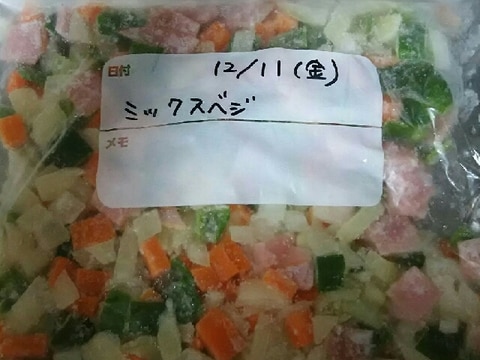 日付 12/11(金)
ミックスベジ
メモ